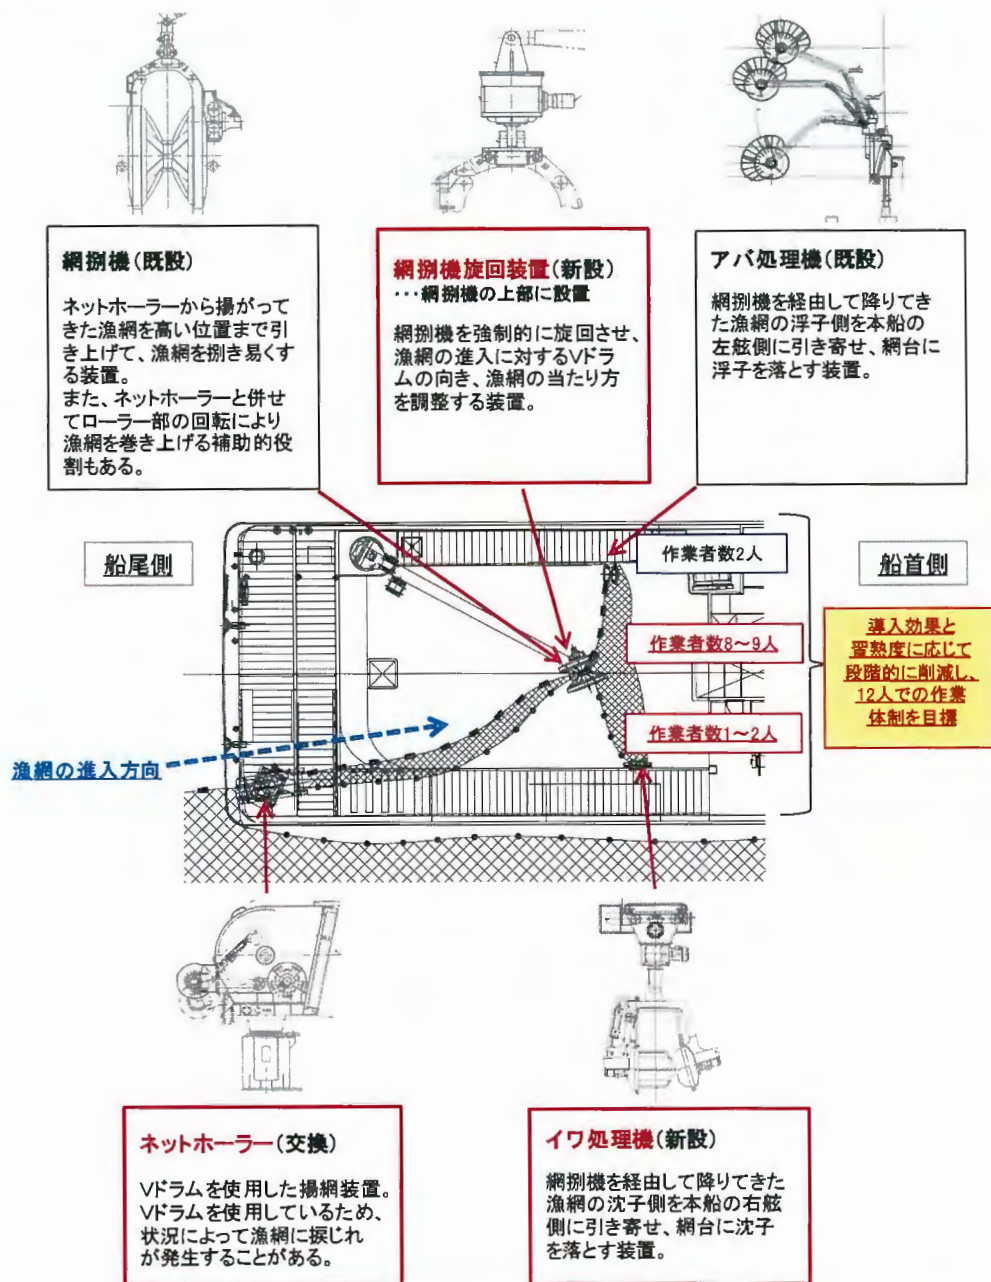 網捌機(既設)
ネットホーラーから揚がって
きた漁網を高い位置まで引
き上げて、漁網を捌き易くす
る装置。
また、ネットホーラーと併せ
てローラー部の回転により
漁網を巻き上げる補助的役
割もある。
網捌機旋回装置(新設)
・・・網捌機の上部に設置
網捌機を強制的に旋回させ、
漁網の進入に対するVドラ
ムの向き、漁網の当たり方
を調整する装置。
アバ処理機(既設)
網捌機を経由して降りてき
た漁網の浮子側を本船の
左舷側に引き寄せ、網台に
浮子を落とす装置。
船尾側
作業者数2人
船首側
作業者数8～9人
作業者数1～2人
導入効果と
習熟度に応じて
段階的に削減し、
12人での作業
体制を目標
漁網の進入方向
ネットホーラー(交換)
Vドラムを使用した揚網装置。
Vドラムを使用しているため、
状況によって漁網に捩じれ
が発生することがある。
イワ処理機(新設)
網捌機を経由して降りてきた
漁網の沈子側を本船の右舷
側に引き寄せ、網台に沈子
を落とす装置。